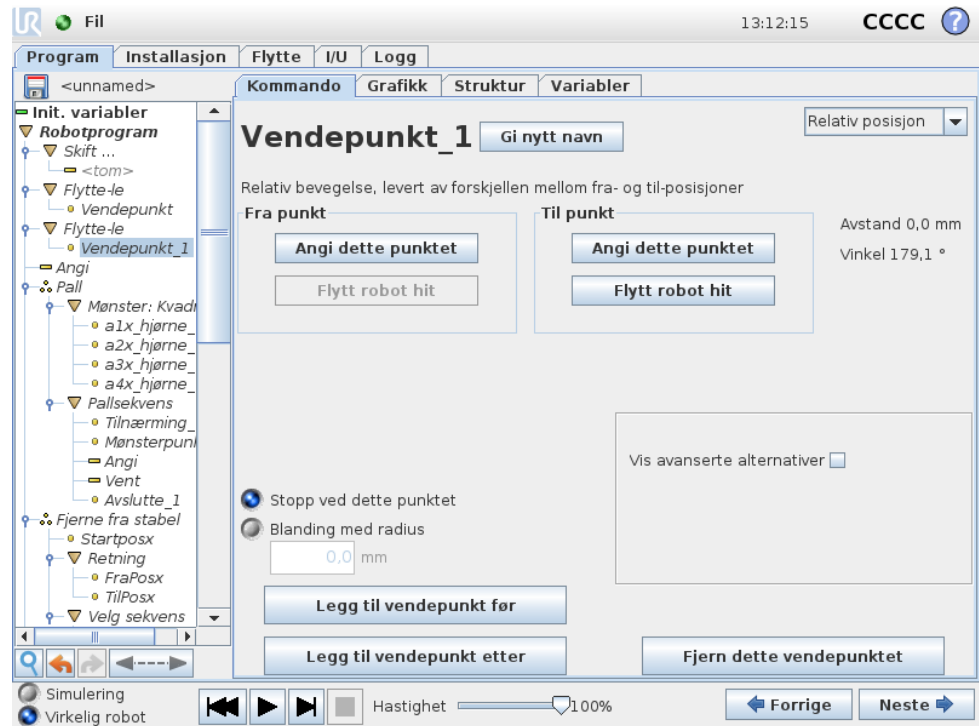 UR Fil 13:12:15 CCCC ?
Program Installasjon Flytte I/U Logg
<unnamed>
Kommando Grafikk Struktur Variabler
Init. variabler
Robotprogram
Skift ...
<tom>
Flytte-le
Vendepunkt
Flytte-le
Vendepunkt_1
Angi
Pall
Mønster: Kvadr
a1x_hjørne_
a2x_hjørne_
a3x_hjørne_
a4x_hjørne_
Pallsekvens
Tilnærming_
Mønsterpunk
Angi
Vent
Avslutte_1
Fjerne fra stabel
Startposx
Retning
FraPosx
TilPosx
Velg sekvens
Vendepunkt_1 Gi nytt navn
Relativ posisjon
Relativ bevegelse, levert av forskjellen mellom fra- og til-posisjoner
Fra punkt
Angi dette punktet
Flytt robot hit
Til punkt
Angi dette punktet
Flytt robot hit
Avstand 0,0 mm
Vinkel 179,1 °
Vis avanserte alternativer
Stopp ved dette punktet
Blanding med radius
0,0 mm
Legg til vendepunkt før
Legg til vendepunkt etter
Fjern dette vendepunktet
Simulering
Virkelig robot
Hastighet 100%
Forrige
Neste